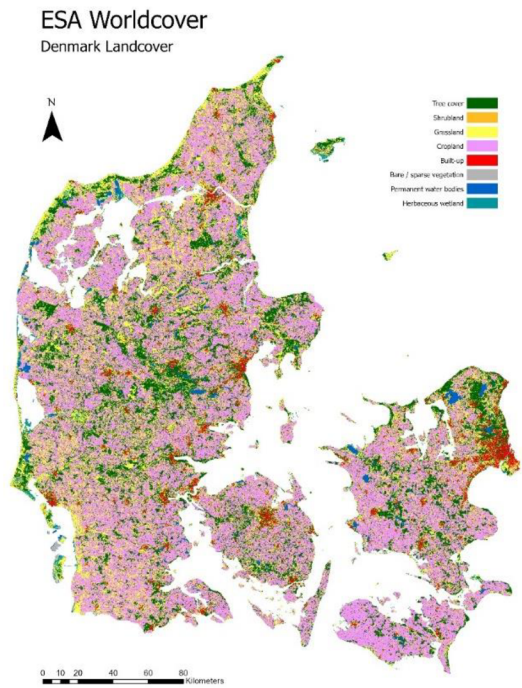 ESA Worldcover
Denmark Landcover
N
Tree cover
Shrubland
Grassland
Cropland
Built-up
Bare / sparse vegetation
Permanent water bodies
Herbaceous wetland
0 10 20 40 60 80
Kilometers